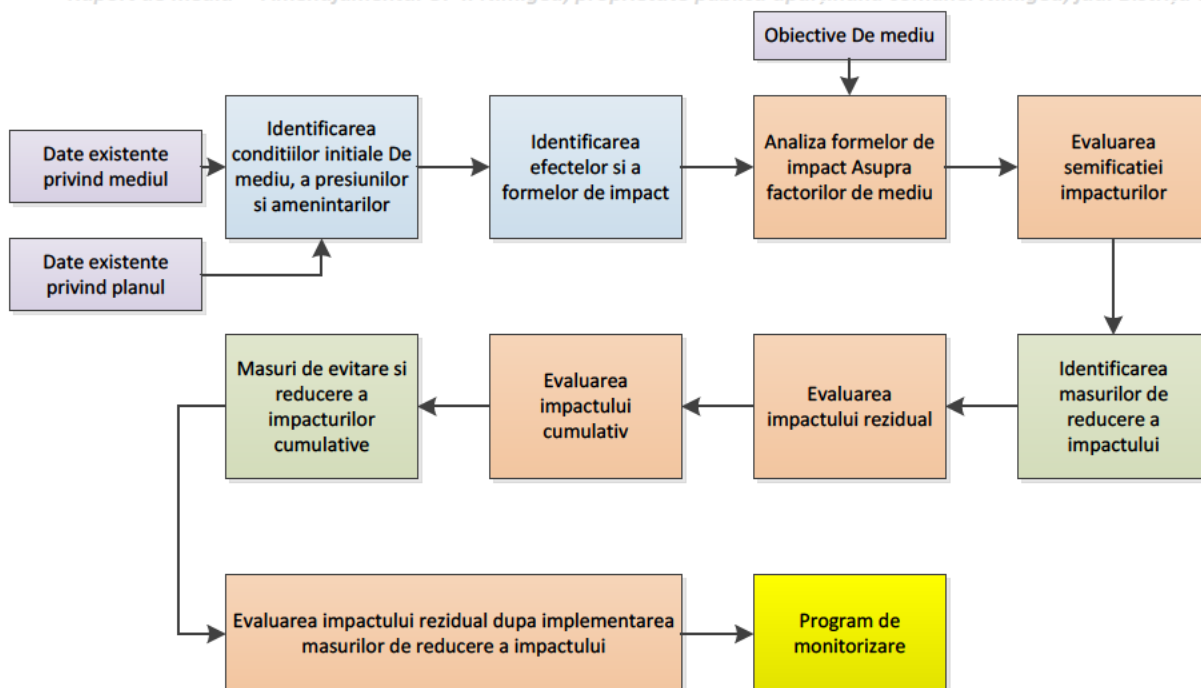 Obiective De mediu
Date existente
privind mediul
Identificarea
conditiilor initiale De
mediu, a presiunilor
si amenintarilor
Identificarea
efectelor si a
formelor de impact
Analiza formelor de
impact Asupra
factorilor de mediu
Evaluarea
semificatiei
impacturilor
Date existente
privind planul
Masuri de evitare si
reducere a
impacturilor
cumulative
Evaluarea
impactului
cumulativ
Evaluarea
impactului rezidual
Identificarea
masurilor de
reducere a
impactului
Evaluarea impactului rezidual dupa implementarea
masurilor de reducere a impactului
Program de
monitorizare